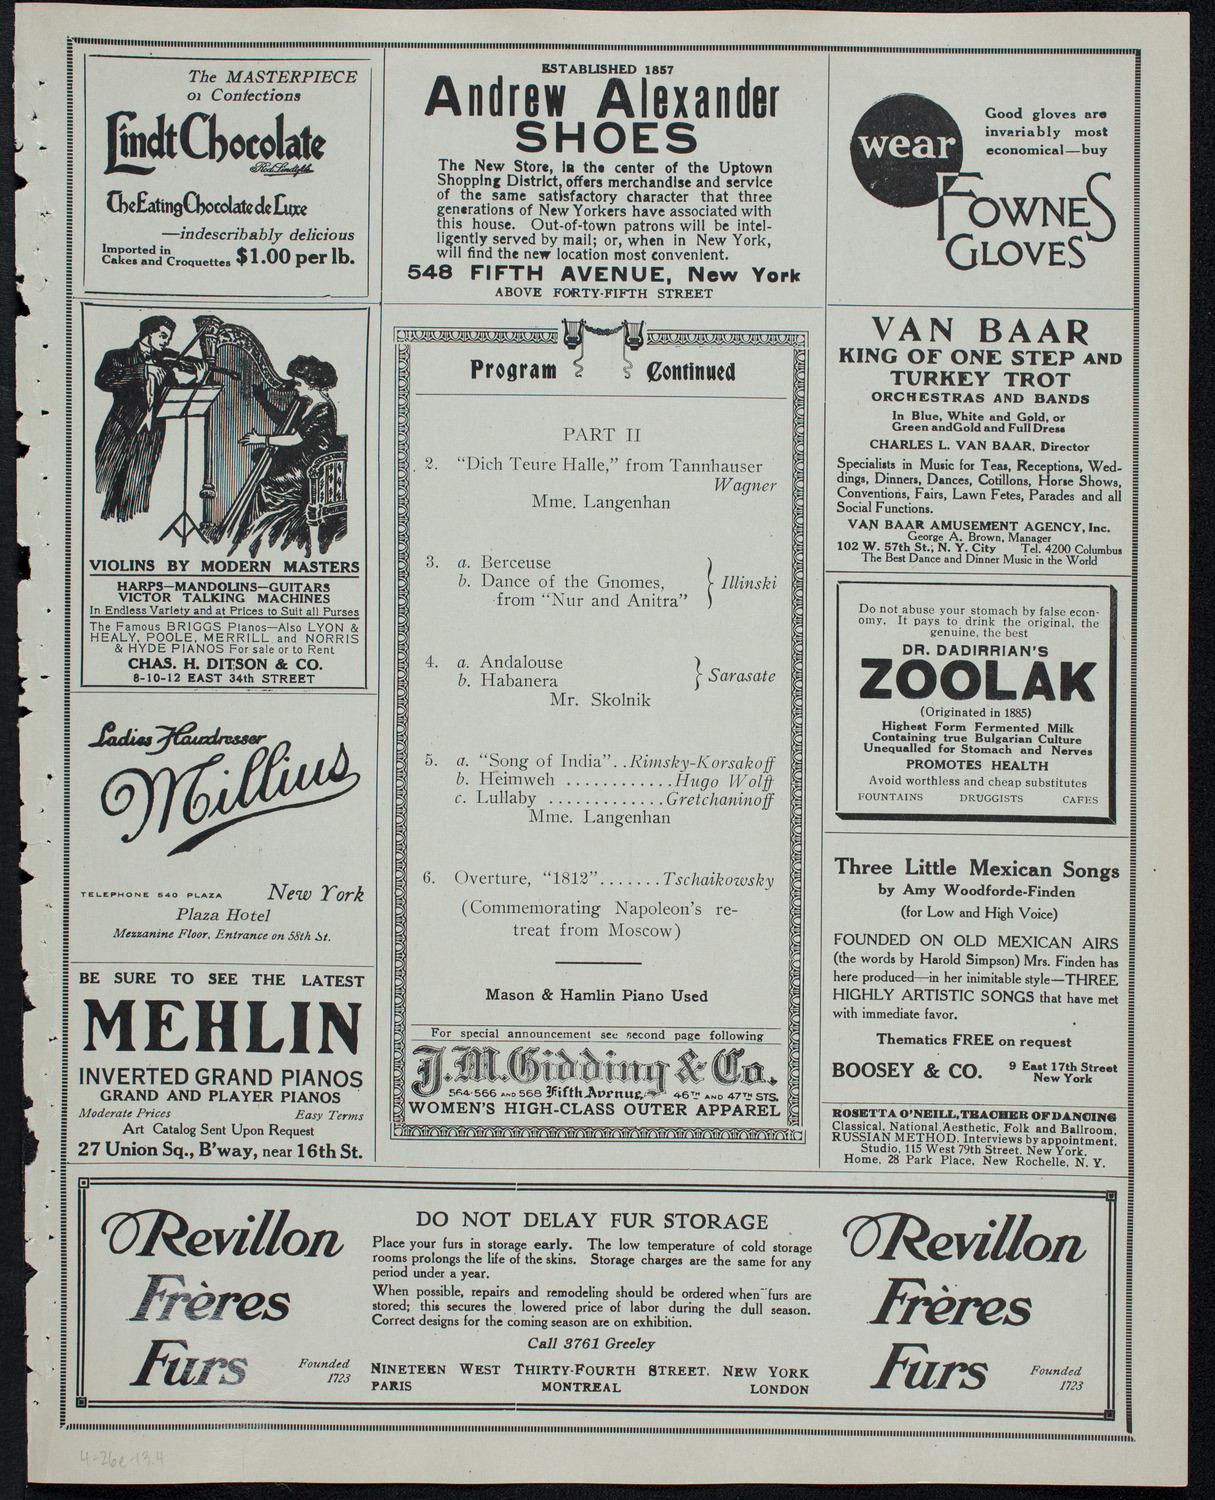 The MASTERPIECE
of Confections
Lindt Chocolate
Rod. Lindt fils
The Eating Chocolate de Luxe
—indescribably delicious
Imported in
Cakes and Croquettes $1.00 per lb.
ESTABLISHED 1857
Andrew Alexander
SHOES
The New Store, in the center of the Uptown
Shopping District, offers merchandise and service
of the same satisfactory character that three
generations of New Yorkers have associated with
this house. Out-of-town patrons will be intel-
ligently served by mail; or, when in New York,
will find the new location most convenient.
548 FIFTH AVENUE, New York
ABOVE FORTY-FIFTH STREET
Good gloves are
invariably most
economical—buy
wear
FOWNES
GLOVES
VIOLINS BY MODERN MASTERS
HARPS—MANDOLINS—GUITARS
VICTOR TALKING MACHINES
In Endless Variety and at Prices to Suit all Purses
The Famous BRIGGS Pianos—Also LYON &
HEALY, POOLE, MERRILL and NORRIS
& HYDE PIANOS For sale or to Rent
CHAS. H. DITSON & CO.
8-10-12 EAST 34th STREET
Ladies Hairdresser
Millius
TELEPHONE 540 PLAZA New York
Plaza Hotel
Mezzanine Floor, Entrance on 58th St.
BE SURE TO SEE THE LATEST
MEHLIN
INVERTED GRAND PIANOS
GRAND AND PLAYER PIANOS
Moderate Prices Easy Terms
Art Catalog Sent Upon Request
27 Union Sq., B'way, near 16th St.
Program Continued
PART II
2. "Dich Teure Halle," from Tannhauser
Wagner
Mme. Langenhan
3. a. Berceuse
b. Dance of the Gnomes,
from "Nur and Anitra"
} Illinski
4. a. Andalouse
b. Habanera
} Sarasate
Mr. Skolnik
5. a. "Song of India"..Rimsky-Korsakoff
b. Heimweh ............Hugo Wolff
c. Lullaby .............Gretchaninoff
Mme. Langenhan
6. Overture, "1812".......Tschaikowsky
(Commemorating Napoleon's re-
treat from Moscow)
Mason & Hamlin Piano Used
For special announcement see second page following
J.M. Gidding & Co.
564-566 AND 568 Fifth Avenue, 46TH AND 47TH STS.
WOMEN'S HIGH-CLASS OUTER APPAREL
VAN BAAR
KING OF ONE STEP AND
TURKEY TROT
ORCHESTRAS AND BANDS
In Blue, White and Gold, or
Green and Gold and Full Dress
CHARLES L. VAN BAAR, Director
Specialists in Music for Teas, Receptions, Wed-
dings, Dinners, Dances, Cotillons, Horse Shows,
Conventions, Fairs, Lawn Fetes, Parades and all
Social Functions.
VAN BAAR AMUSEMENT AGENCY, Inc.
George A. Brown, Manager
102 W. 57th St., N. Y. City Tel. 4200 Columbus
The Best Dance and Dinner Music in the World
Do not abuse your stomach by false econ-
omy. It pays to drink the original, the
genuine, the best
DR. DADIRRIAN'S
ZOOLAK
(Originated in 1885)
Highest Form Fermented Milk
Containing true Bulgarian Culture
Unequalled for Stomach and Nerves
PROMOTES HEALTH
Avoid worthless and cheap substitutes
FOUNTAINS DRUGGISTS CAFES
Three Little Mexican Songs
by Amy Woodforde-Finden
(for Low and High Voice)
FOUNDED ON OLD MEXICAN AIRS
(the words by Harold Simpson) Mrs. Finden has
here produced—in her inimitable style—THREE
HIGHLY ARTISTIC SONGS that have met
with immediate favor.
Thematics FREE on request
BOOSEY & CO. 9 East 17th Street
New York
ROSETTA O'NEILL, TEACHER OF DANCING
Classical, National, Aesthetic, Folk and Ballroom.
RUSSIAN METHOD. Interviews by appointment.
Studio, 115 West 79th Street, New York.
Home, 28 Park Place, New Rochelle, N. Y.
Revillon
Frères
Furs
Founded
1723
DO NOT DELAY FUR STORAGE
Place your furs in storage early. The low temperature of cold storage
rooms prolongs the life of the skins. Storage charges are the same for any
period under a year.
When possible, repairs and remodeling should be ordered when furs are
stored; this secures the lowered price of labor during the dull season.
Correct designs for the coming season are on exhibition.
Call 3761 Greeley
NINETEEN WEST THIRTY-FOURTH STREET, NEW YORK
PARIS MONTREAL LONDON
Revillon
Frères
Furs
Founded
1723
4-26e-13.4